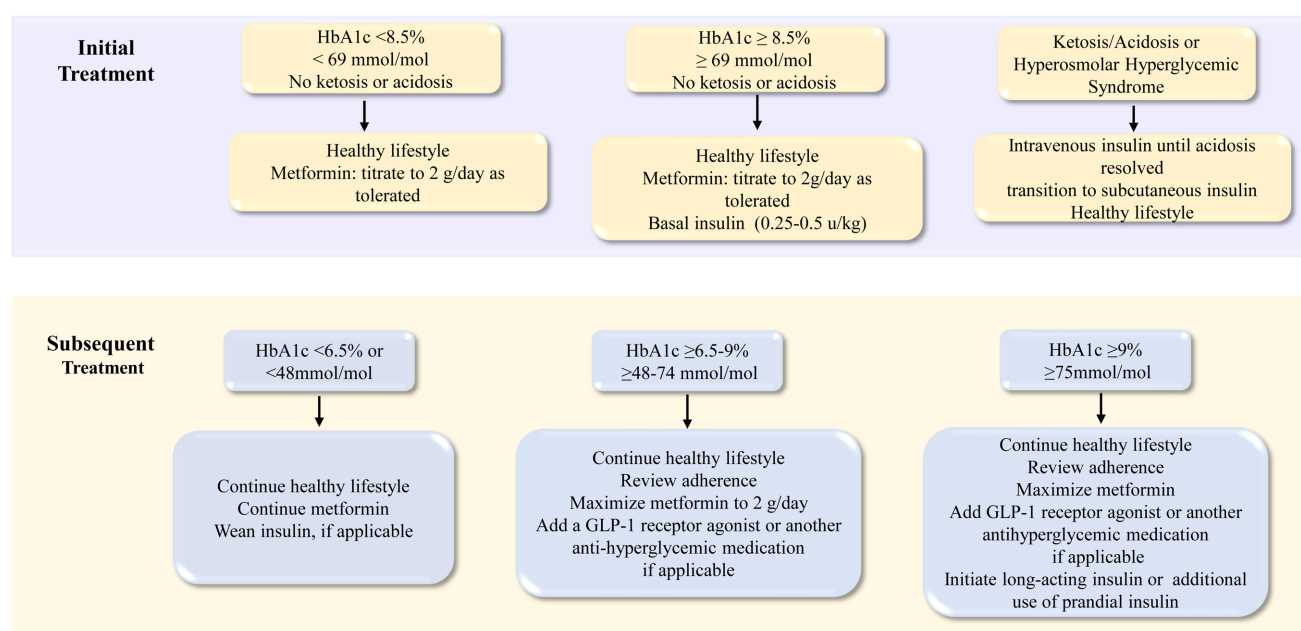 Initial
Treatment
HbA1c <8.5%
< 69 mmol/mol
No ketosis or acidosis
Healthy lifestyle
Metformin: titrate to 2 g/day as
tolerated
HbA1c ≥ 8.5%
≥ 69 mmol/mol
No ketosis or acidosis
Healthy lifestyle
Metformin: titrate to 2g/day as
tolerated
Basal insulin (0.25-0.5 u/kg)
Ketosis/Acidosis or
Hyperosmolar Hyperglycemic
Syndrome
Intravenous insulin until acidosis
resolved
transition to subcutaneous insulin
Healthy lifestyle
Subsequent
Treatment
HbA1c <6.5% or
<48mmol/mol
Continue healthy lifestyle
Continue metformin
Wean insulin, if applicable
HbA1c ≥6.5-9%
≥48-74 mmol/mol
Continue healthy lifestyle
Review adherence
Maximize metformin to 2 g/day
Add a GLP-1 receptor agonist or another
anti-hyperglycemic medication
if applicable
HbA1c ≥9%
≥75mmol/mol
Continue healthy lifestyle
Review adherence
Maximize metformin
Add GLP-1 receptor agonist or another
antihyperglycemic medication
if applicable
Initiate long-acting insulin or additional
use of prandial insulin